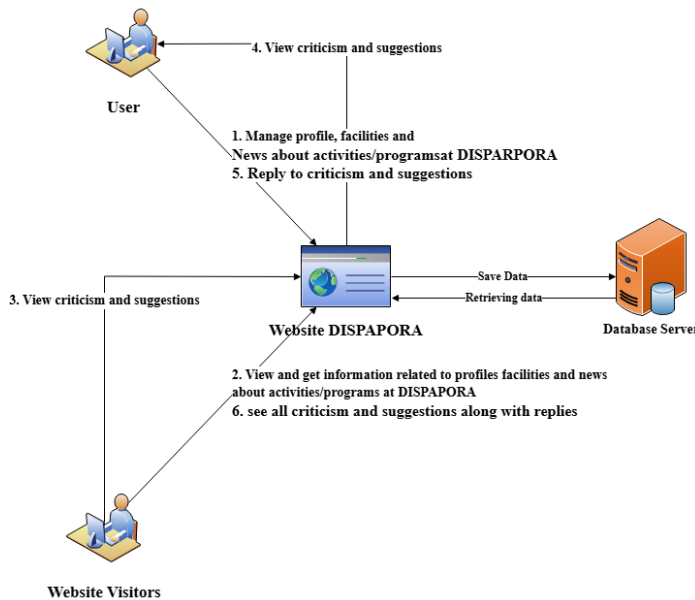 4. View criticism and suggestions
User
1. Manage profile, facilities and
News about activities/programsat DISPARPORA
5. Reply to criticism and suggestions
Save Data
3. View criticism and suggestions
Retrieving data
Website DISPAPORA
Database Server
2. View and get information related to profiles facilities and news
about activities/programs at DISPAPORA
6. see all criticism and suggestions along with replies
Website Visitors